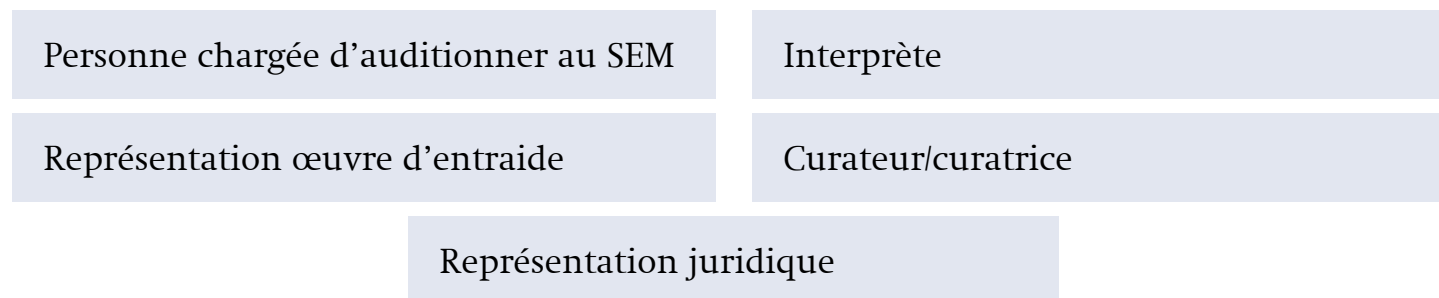 Personne chargée d’auditionner au SEM
Interprète
Représentation œuvre d’entraide
Curateur/curatrice
Représentation juridique